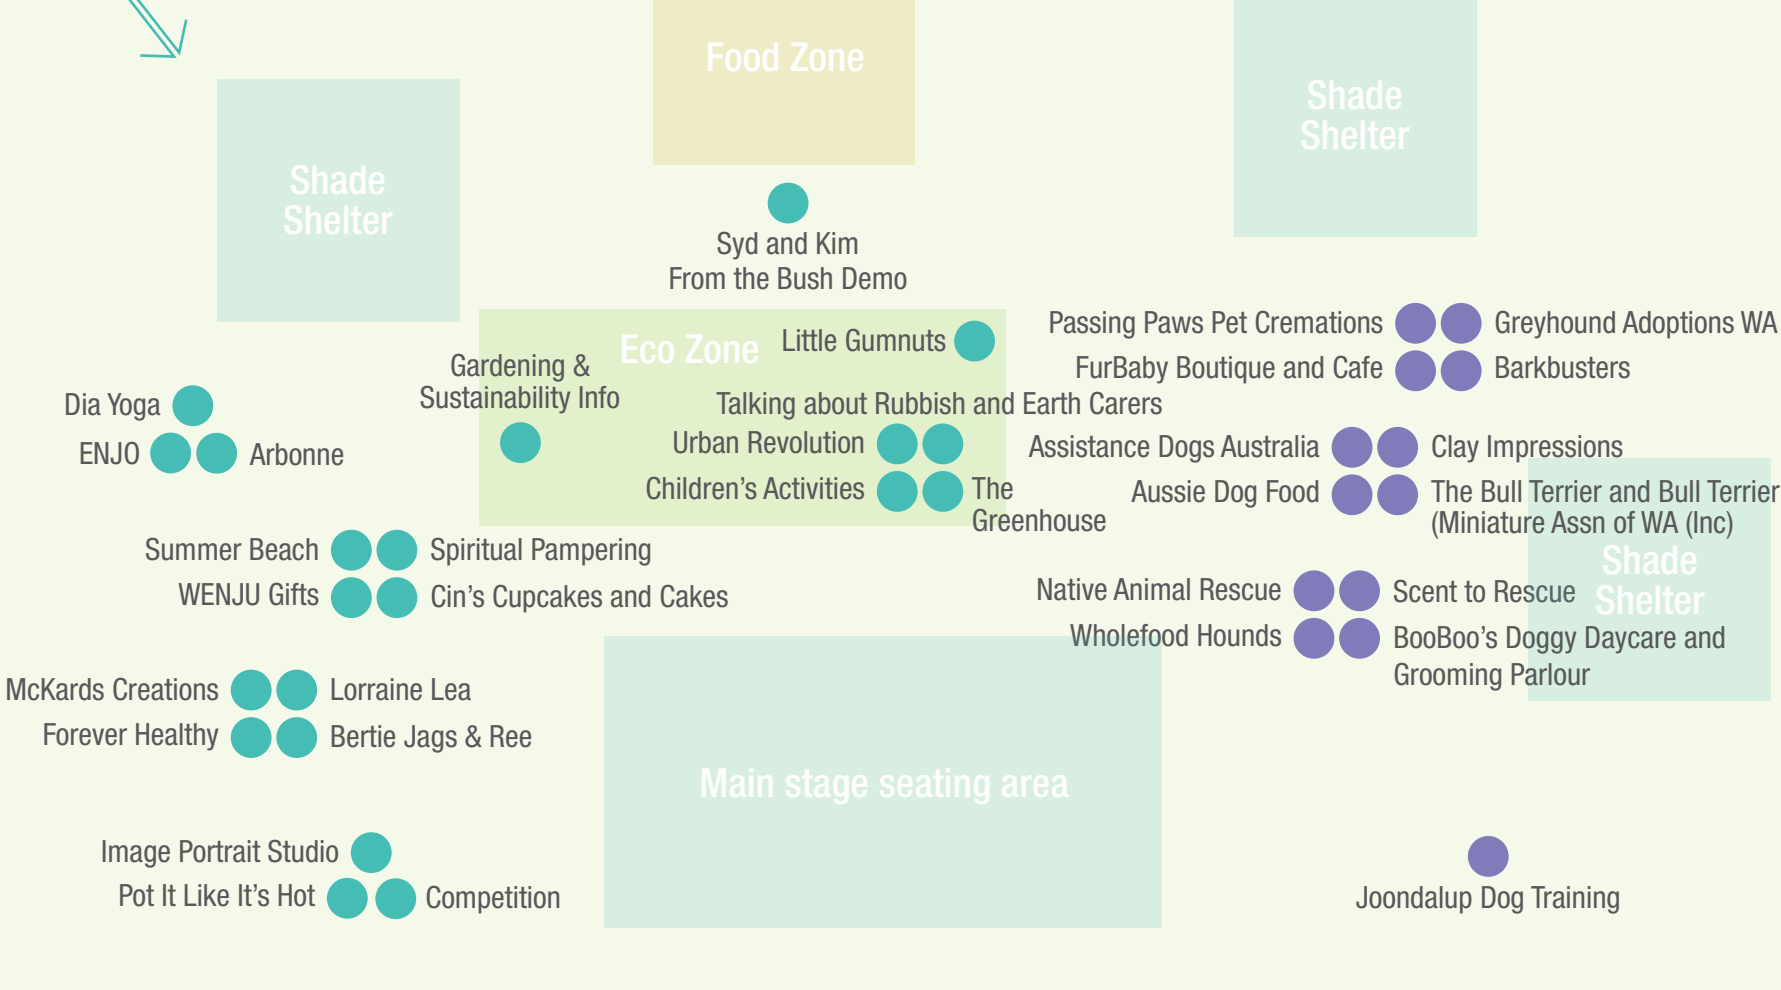 Food Zone
Shade
Shelter
Shade
Shelter
Syd and Kim
From the Bush Demo
Eco Zone
Little Gumnuts
Gardening &
Sustainability Info
Talking about Rubbish and Earth Carers
Urban Revolution
Children's Activities
The
Greenhouse
Passing Paws Pet Cremations
Greyhound Adoptions WA
FurBaby Boutique and Cafe
Barkbusters
Dia Yoga
ENJO
Arbonne
Assistance Dogs Australia
Clay Impressions
Aussie Dog Food
The Bull Terrier and Bull Terrier
(Miniature Assn of WA (Inc)
Shade
Shelter
Summer Beach
Spiritual Pampering
WENJU Gifts
Cin's Cupcakes and Cakes
Native Animal Rescue
Scent to Rescue
Wholefood Hounds
BooBoo's Doggy Daycare and
Grooming Parlour
McKards Creations
Lorraine Lea
Forever Healthy
Bertie Jags & Ree
Main stage seating area
Image Portrait Studio
Pot It Like It's Hot
Competition
Joondalup Dog Training